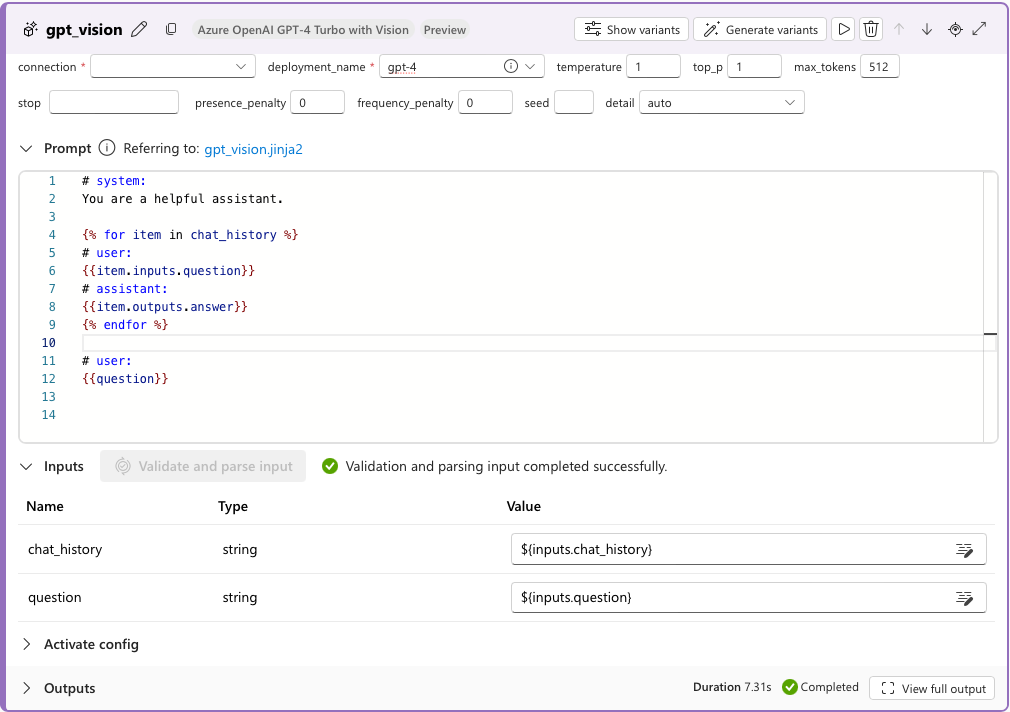 gpt_vision Azure OpenAI GPT-4 Turbo with Vision Preview Show variants Generate variants
connection * deployment_name * gpt-4 temperature 1 top_p 1 max_tokens 512
stop presence_penalty 0 frequency_penalty 0 seed detail auto
Prompt Referring to: gpt_vision.jinja2
1 # system:
2 You are a helpful assistant.
3
4 {% for item in chat_history %}
5 # user:
6 {{item.inputs.question}}
7 # assistant:
8 {{item.outputs.answer}}
9 {% endfor %}
10
11 # user:
12 {{question}}
13
14
Inputs Validate and parse input Validation and parsing input completed successfully.
Name Type Value
chat_history string ${inputs.chat_history}
question string ${inputs.question}
Activate config
Outputs Duration 7.31s Completed View full output